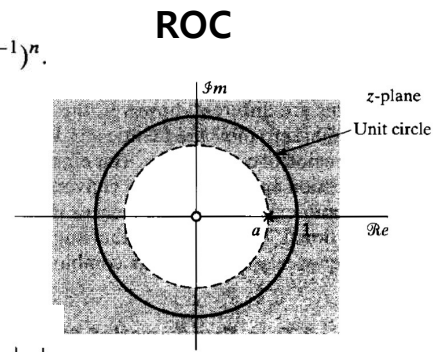 ROC
−1)ⁿ.
𝓘m
z-plane
Unit circle
a
1
𝓡e